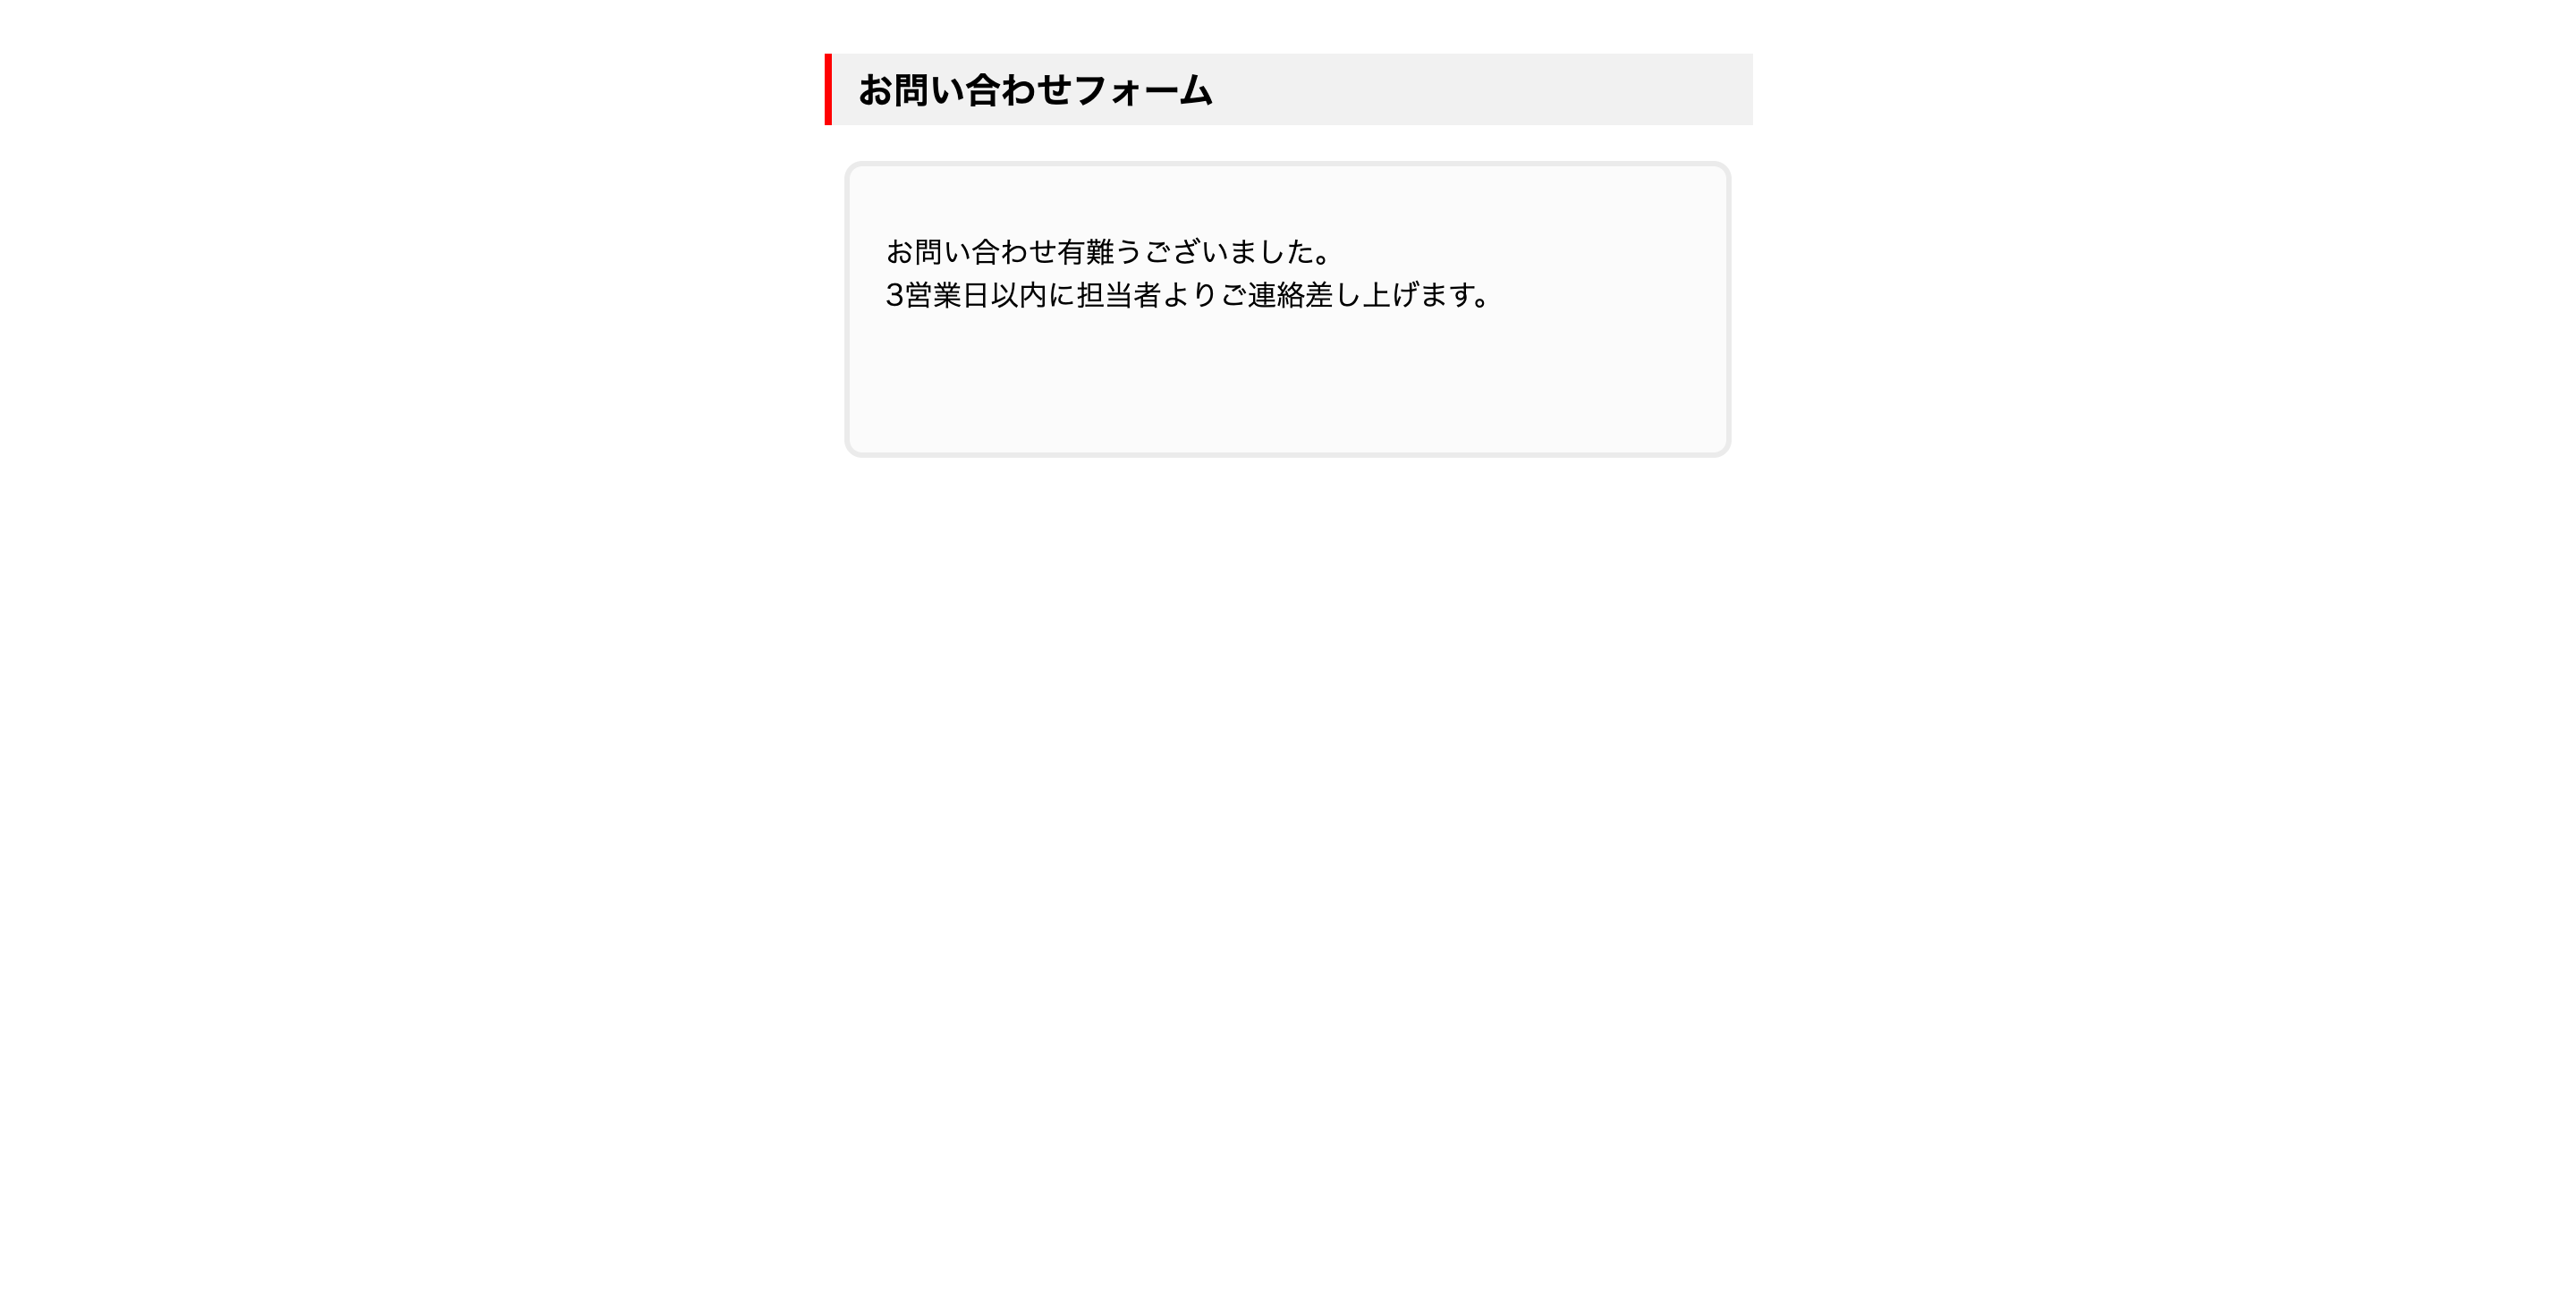 お問い合わせフォーム
お問い合わせ有難うございました。
3営業日以内に担当者よりご連絡差し上げます。